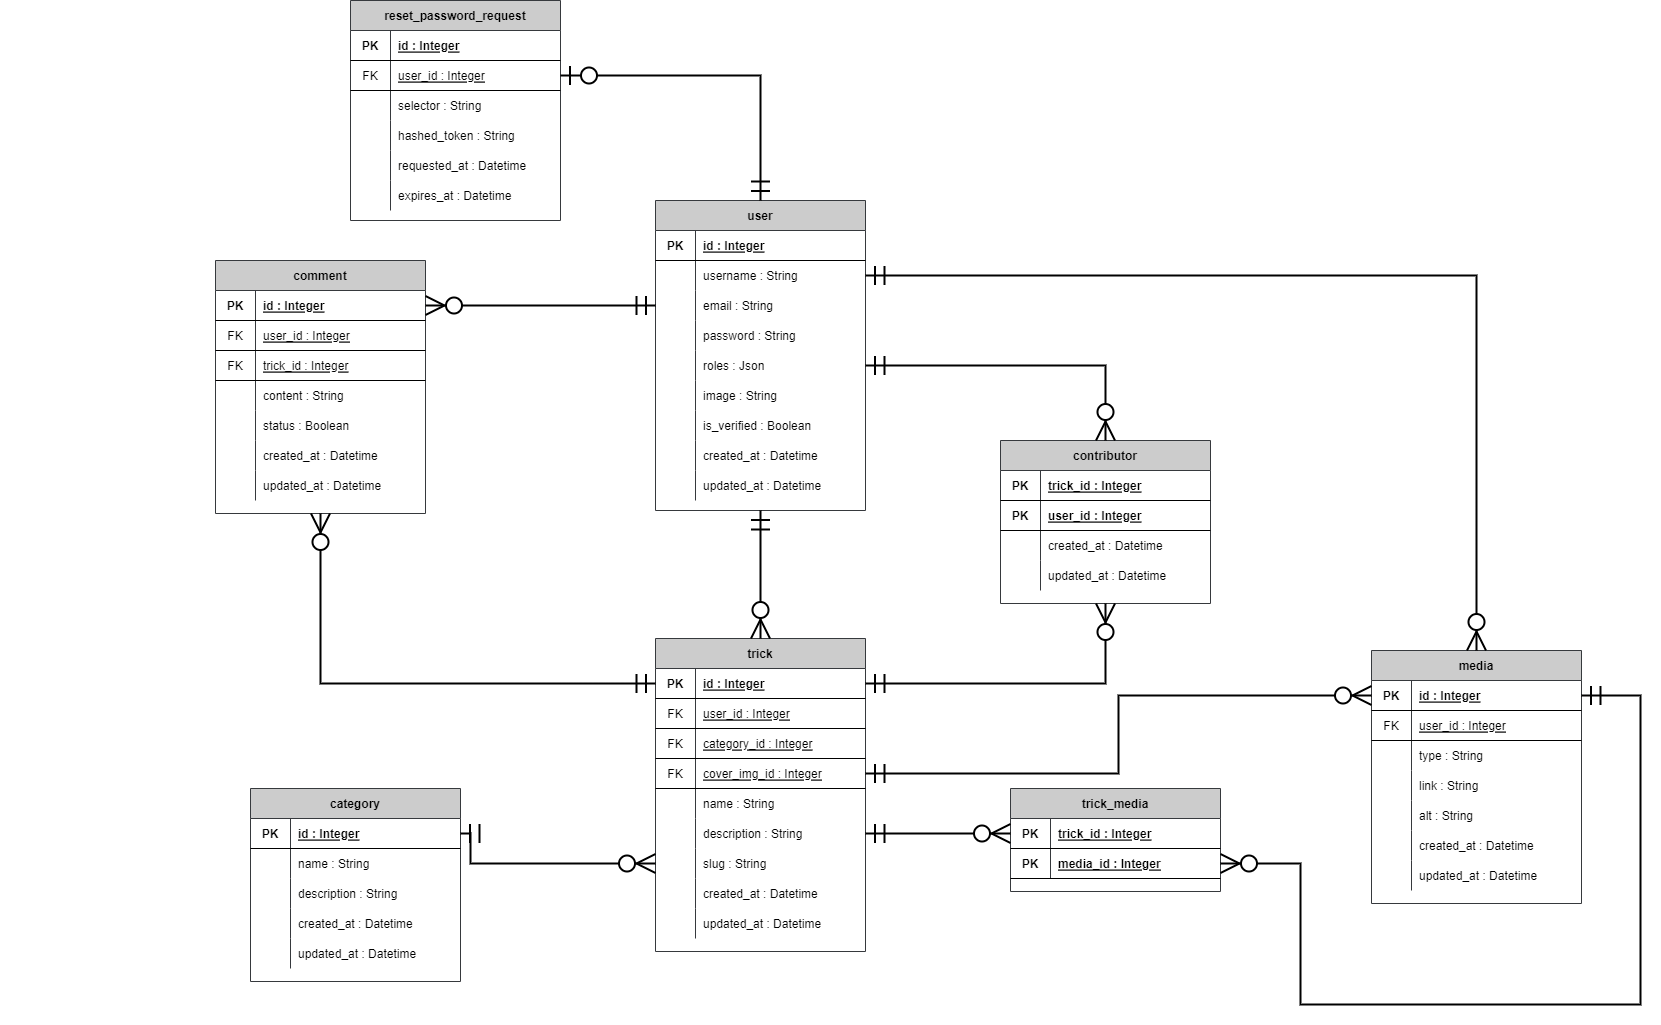 reset_password_request
PK id : Integer
FK user_id : Integer
selector : String
hashed_token : String
requested_at : Datetime
expires_at : Datetime
user
PK id : Integer
username : String
email : String
password : String
roles : Json
image : String
is_verified : Boolean
created_at : Datetime
updated_at : Datetime
comment
PK id : Integer
FK user_id : Integer
FK trick_id : Integer
content : String
status : Boolean
created_at : Datetime
updated_at : Datetime
contributor
PK trick_id : Integer
PK user_id : Integer
created_at : Datetime
updated_at : Datetime
trick
PK id : Integer
FK user_id : Integer
FK category_id : Integer
FK cover_img_id : Integer
name : String
description : String
slug : String
created_at : Datetime
updated_at : Datetime
media
PK id : Integer
FK user_id : Integer
type : String
link : String
alt : String
created_at : Datetime
updated_at : Datetime
category
PK id : Integer
name : String
description : String
created_at : Datetime
updated_at : Datetime
trick_media
PK trick_id : Integer
PK media_id : Integer